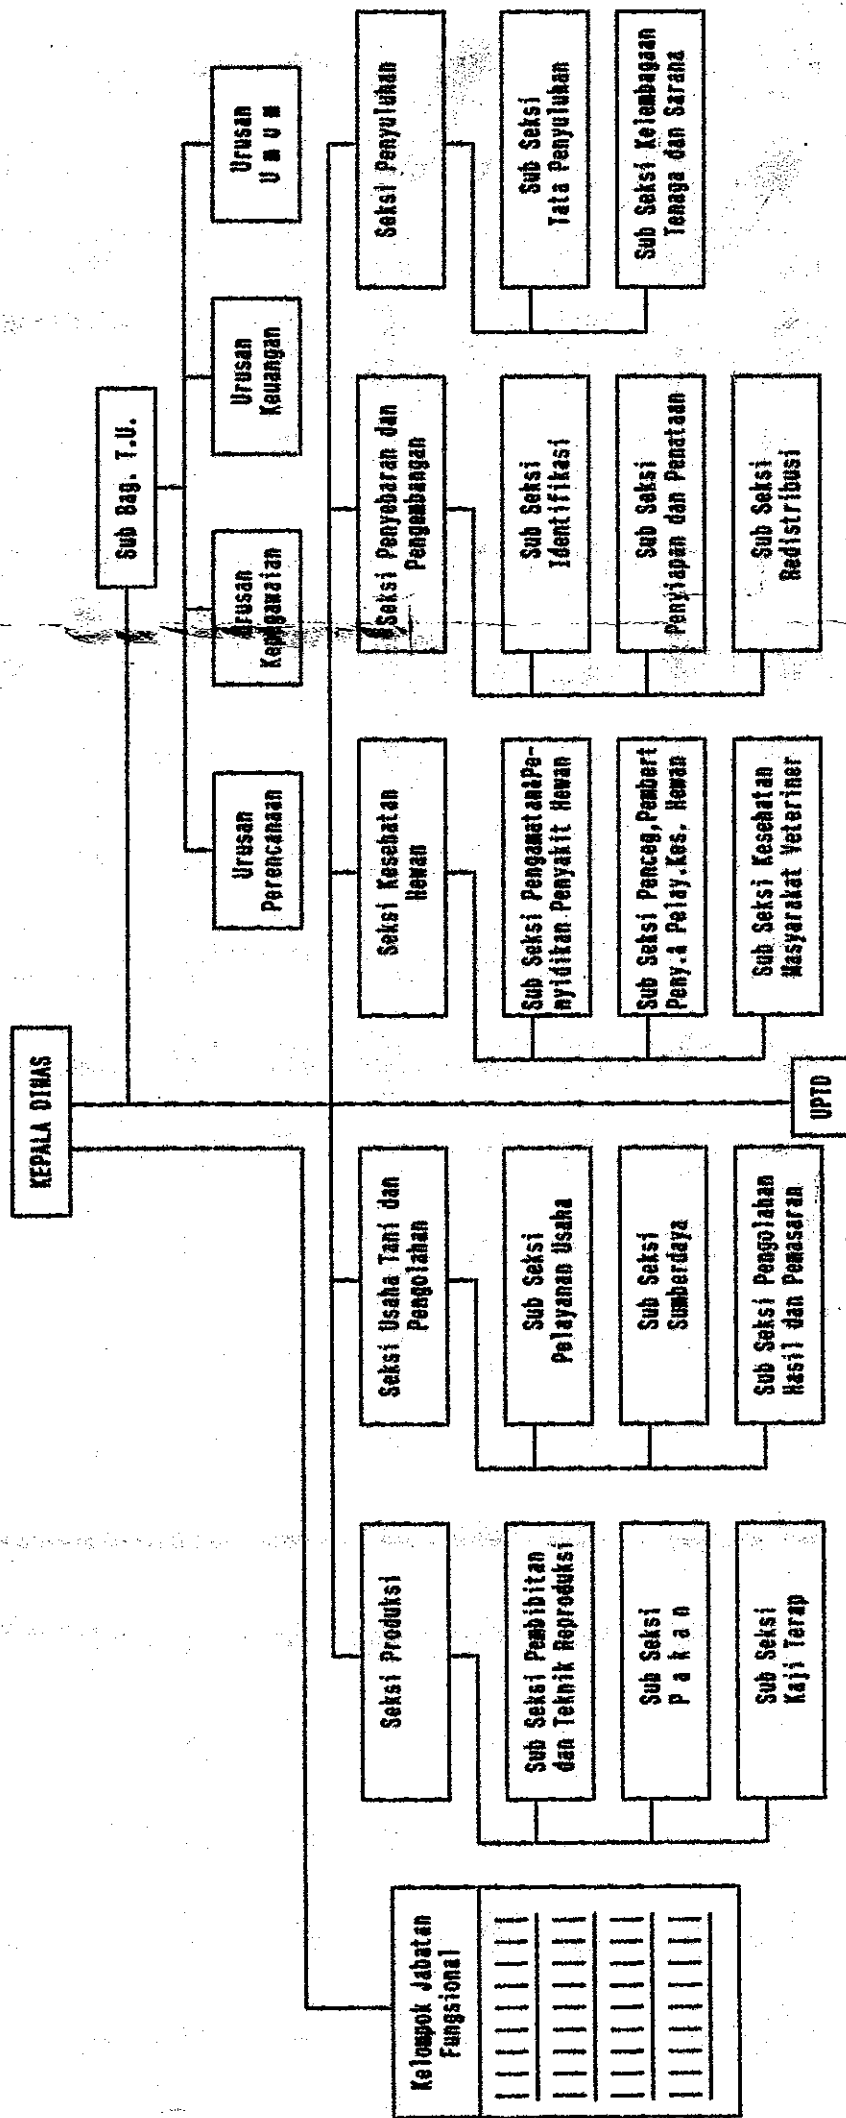 KEPALA DINAS
Sub Bag. T.U.
Urusan
Perencanaan
Urusan
Kepegawaian
Urusan
Keuangan
Urusan
U m u m
Kelompok Jabatan
Fungsional
Seksi Produksi
Sub Seksi Pembibitan
dan Teknik Reproduksi
Sub Seksi
P a k a n
Sub Seksi
Kaji Terap
Seksi Usaha Tani dan
Pengolahan
Sub Seksi
Pelayanan Usaha
Sub Seksi
Sumberdaya
Sub Seksi Pengolahan
Hasil dan Pemasaran
Seksi Kesehatan
Hewan
Sub Seksi Pengamatan&Pe-
nyidikan Penyakit Hewan
Sub Seksi Penceg,Pembert
Peny.& Pelay.Kes. Hewan
Sub Seksi Kesehatan
Masyarakat Veteriner
Seksi Penyebaran dan
Pengembangan
Sub Seksi
Identifikasi
Sub Seksi
Penyiapan dan Penataan
Sub Seksi
Redistribusi
Seksi Penyuluhan
Sub Seksi
Tata Penyuluhan
Sub Seksi Kelembagaan
Tenaga dan Sarana
UPTD